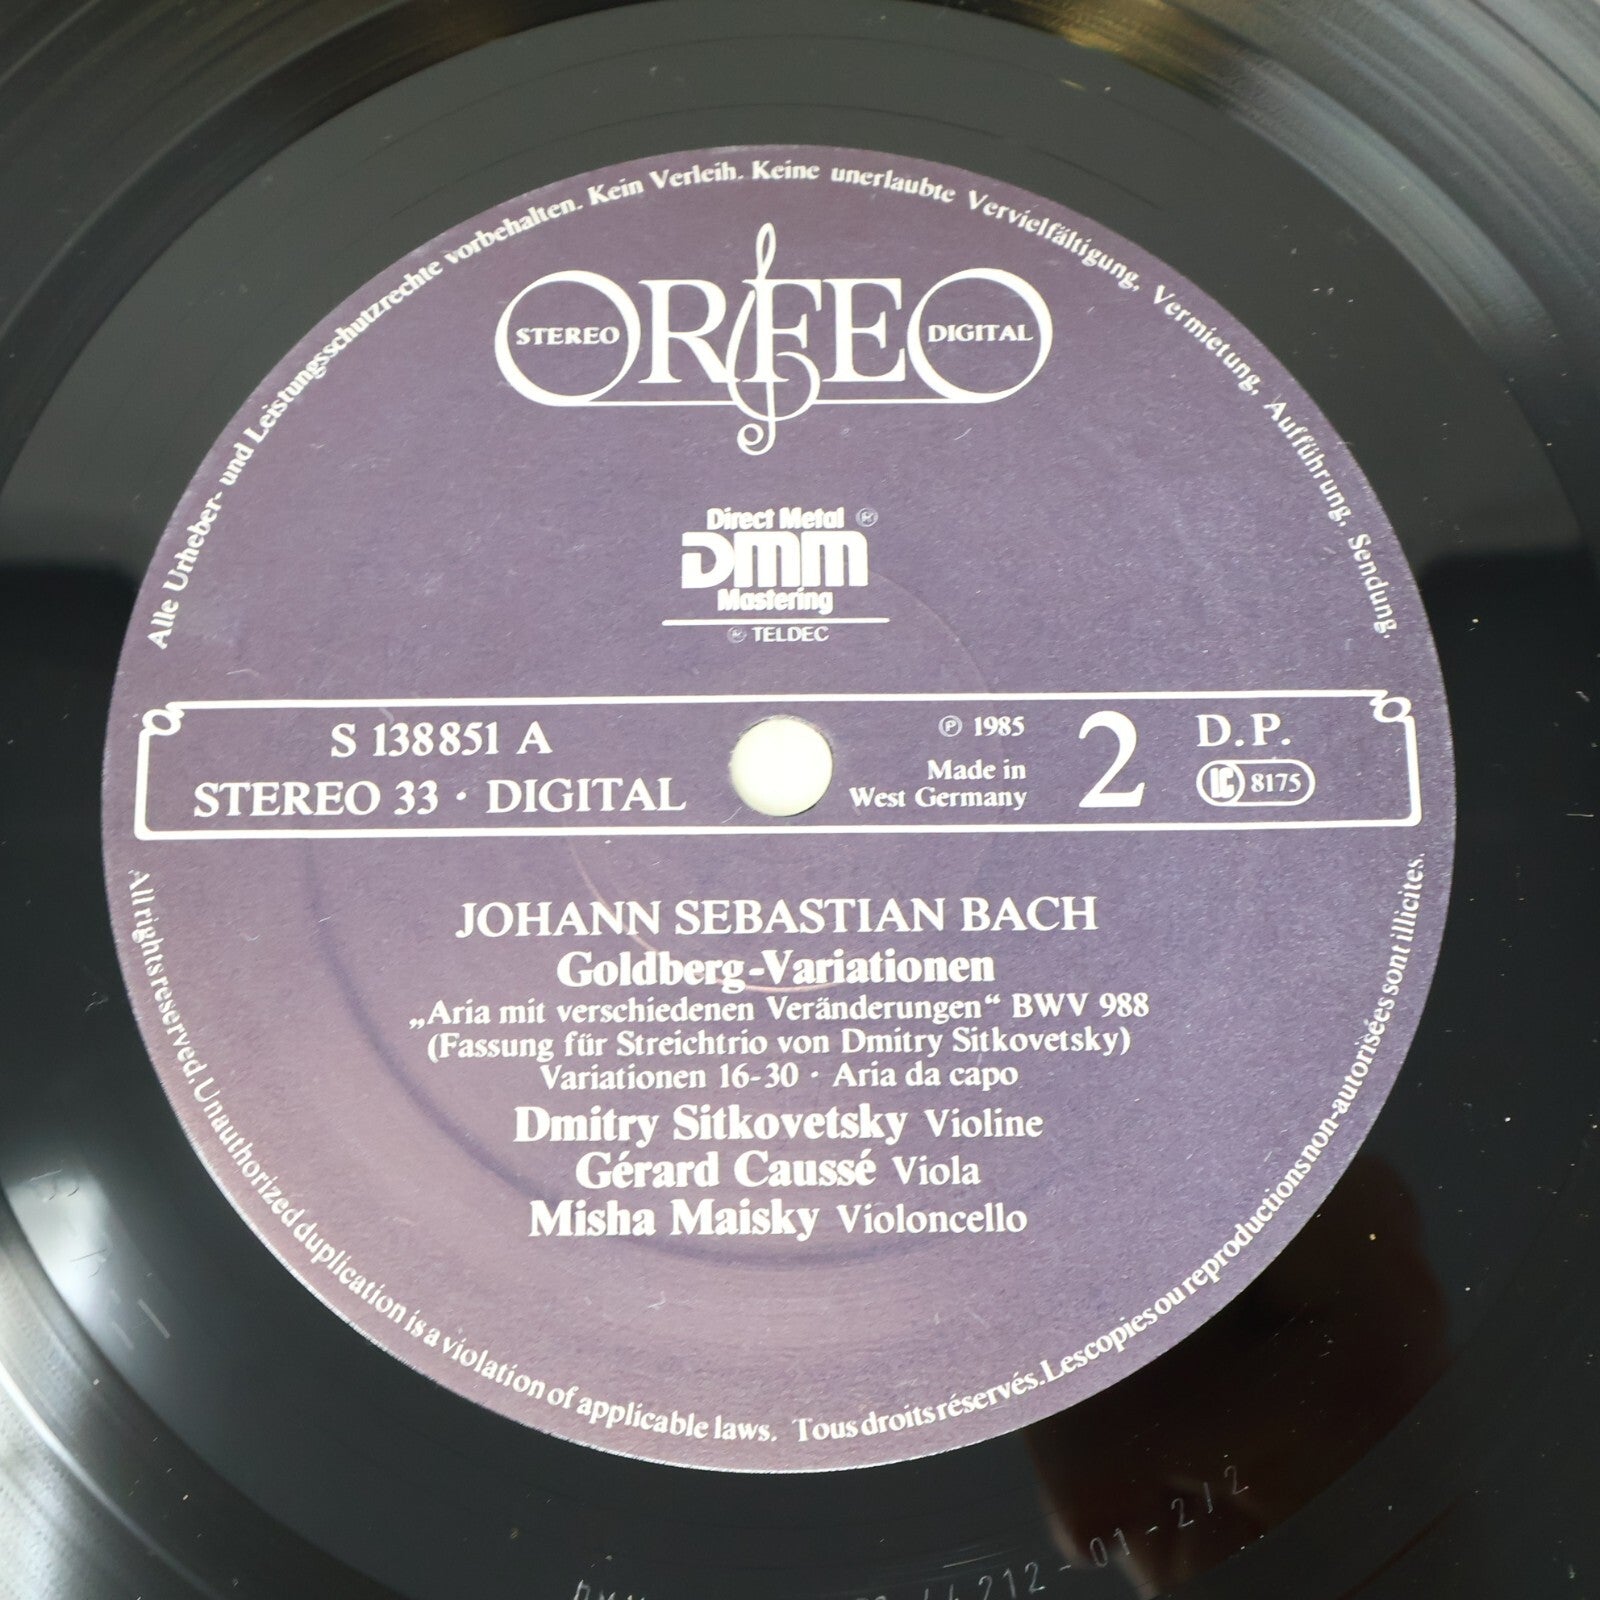 Alle Urheber- und Leistungsschutzrechte vorbehalten. Kein Verleih. Keine unerlaubte Vervielfältigung, Vermietung, Aufführung, Sendung.
STEREO ORFEO DIGITAL
Direct Metal ®
DMM
Mastering
® TELDEC
S 138851 A
STEREO 33 · DIGITAL
℗ 1985
Made in
West Germany
2
D.P.
LC 8175
JOHANN SEBASTIAN BACH
Goldberg-Variationen
„Aria mit verschiedenen Veränderungen“ BWV 988
(Fassung für Streichtrio von Dmitry Sitkovetsky)
Variationen 16-30 · Aria da capo
Dmitry Sitkovetsky Violine
Gérard Caussé Viola
Misha Maisky Violoncello
All rights reserved. Unauthorized duplication is a violation of applicable laws. Tous droits réservés. Les copies ou reproductions non-autorisées sont illicites.
212-01-212